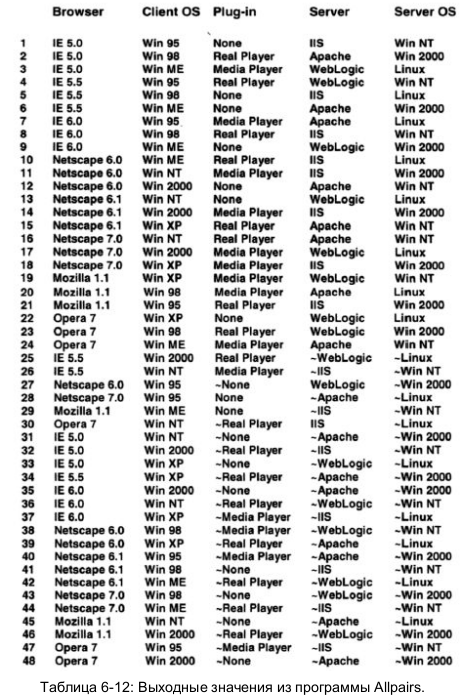 Browser Client OS Plug-in Server Server OS
1 IE 5.0 Win 95 None IIS Win NT
2 IE 5.0 Win 98 Real Player Apache Win 2000
3 IE 5.0 Win ME Media Player WebLogic Linux
4 IE 5.5 Win 95 Real Player WebLogic Win NT
5 IE 5.5 Win 98 None IIS Linux
6 IE 5.5 Win ME None Apache Win 2000
7 IE 6.0 Win 95 Media Player Apache Linux
8 IE 6.0 Win 98 Real Player IIS Win NT
9 IE 6.0 Win ME None WebLogic Win 2000
10 Netscape 6.0 Win ME Real Player IIS Linux
11 Netscape 6.0 Win NT Media Player IIS Win 2000
12 Netscape 6.0 Win 2000 None Apache Win NT
13 Netscape 6.1 Win NT None WebLogic Linux
14 Netscape 6.1 Win 2000 Media Player IIS Win 2000
15 Netscape 6.1 Win XP Real Player Apache Win NT
16 Netscape 7.0 Win NT Real Player Apache Win NT
17 Netscape 7.0 Win 2000 Media Player WebLogic Linux
18 Netscape 7.0 Win XP Media Player IIS Win 2000
19 Mozilla 1.1 Win XP Media Player WebLogic Win NT
20 Mozilla 1.1 Win 98 Media Player Apache Linux
21 Mozilla 1.1 Win 95 Real Player IIS Win 2000
22 Opera 7 Win XP None WebLogic Linux
23 Opera 7 Win 98 Real Player WebLogic Win 2000
24 Opera 7 Win ME Media Player Apache Win NT
25 IE 5.5 Win 2000 Real Player ~WebLogic ~Linux
26 IE 5.5 Win NT Media Player ~IIS ~Win NT
27 Netscape 6.0 Win 95 ~None WebLogic ~Win 2000
28 Netscape 7.0 Win 95 None ~Apache ~Linux
29 Mozilla 1.1 Win ME None ~IIS ~Win NT
30 Opera 7 Win NT ~Real Player IIS ~Linux
31 IE 5.0 Win NT ~None ~Apache ~Win 2000
32 IE 5.0 Win 2000 ~Real Player ~IIS ~Win NT
33 IE 5.0 Win XP ~None ~WebLogic ~Linux
34 IE 5.5 Win XP ~Real Player ~Apache ~Win 2000
35 IE 6.0 Win 2000 ~None ~Apache ~Win 2000
36 IE 6.0 Win NT ~Real Player ~WebLogic ~Win NT
37 IE 6.0 Win XP ~Media Player ~IIS ~Linux
38 Netscape 6.0 Win 98 ~Media Player ~WebLogic ~Win NT
39 Netscape 6.0 Win XP ~Real Player ~Apache ~Linux
40 Netscape 6.1 Win 95 ~Media Player ~Apache ~Win 2000
41 Netscape 6.1 Win 98 ~None ~IIS ~Win NT
42 Netscape 6.1 Win ME ~Real Player ~WebLogic ~Linux
43 Netscape 7.0 Win 98 ~None ~WebLogic ~Win 2000
44 Netscape 7.0 Win ME ~Real Player ~IIS ~Win NT
45 Mozilla 1.1 Win NT ~None ~Apache ~Linux
46 Mozilla 1.1 Win 2000 ~Real Player ~WebLogic ~Win 2000
47 Opera 7 Win 95 ~Media Player ~IIS ~Win NT
48 Opera 7 Win 2000 ~None ~Apache ~Win 2000
Таблица 6-12: Выходные значения из программы Allpairs.